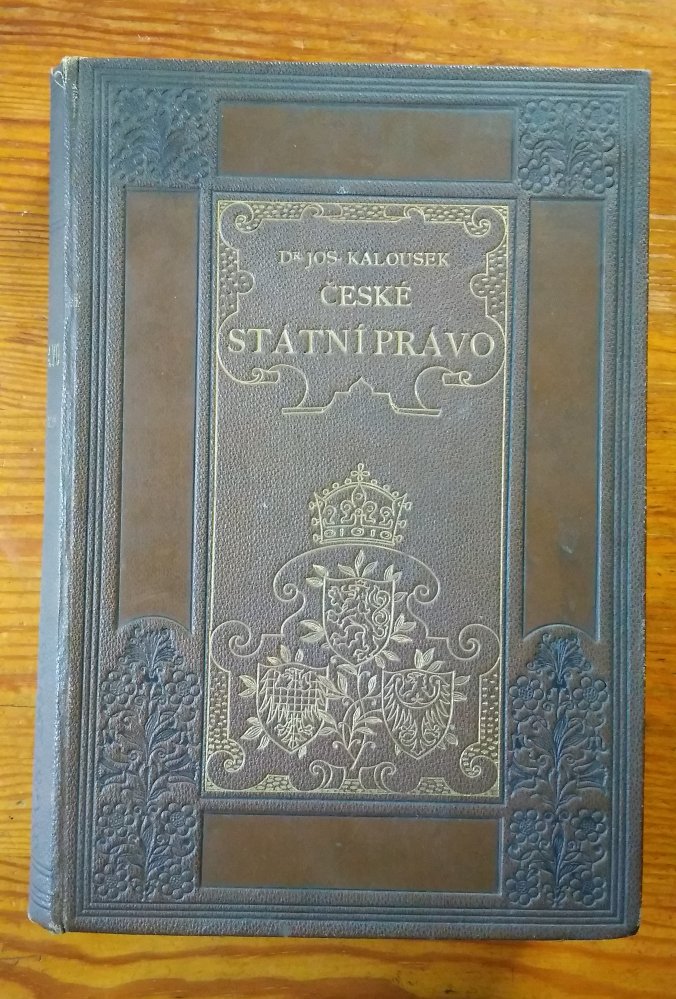 DR. JOS. KALOUSEK
ČESKÉ
STÁTNÍ PRÁVO